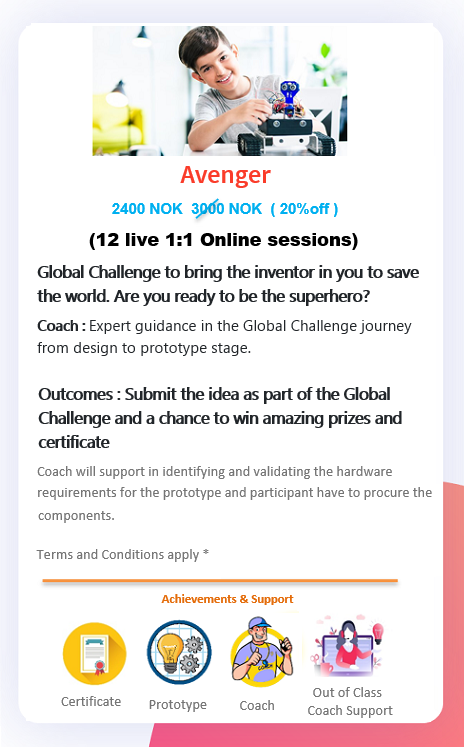 Avenger
2400 NOK 3000 NOK ( 20%off )
(12 live 1:1 Online sessions)
Global Challenge to bring the inventor in you to save
the world. Are you ready to be the superhero?
Coach : Expert guidance in the Global Challenge journey
from design to prototype stage.
Outcomes : Submit the idea as part of the Global
Challenge and a chance to win amazing prizes and
certificate
Coach will support in identifying and validating the hardware
requirements for the prototype and participant have to procure the
components.
Terms and Conditions apply *
Achievements & Support
COACH
Certificate
Prototype
Coach
Out of Class
Coach Support